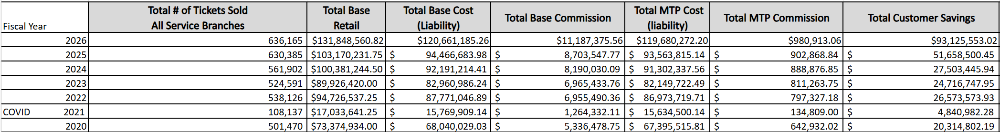 Fiscal Year Total # of Tickets Sold All Service Branches Total Base Retail Total Base Cost (Liability) Total Base Commission Total MTP Cost (liability) Total MTP Commission Total Customer Savings
2026 636,165 $131,848,560.82 $120,661,185.26 $11,187,375.56 $119,680,272.20 $980,913.06 $93,125,553.02
2025 630,385 $103,170,231.75 $ 94,466,683.98 $ 8,703,547.77 $ 93,563,815.14 $ 902,868.84 $ 51,658,500.45
2024 561,902 $100,381,244.50 $ 92,191,214.41 $ 8,190,030.09 $ 91,302,337.56 $ 888,876.85 $ 27,503,445.94
2023 524,591 $89,926,420.00 $ 82,960,986.24 $ 6,965,433.76 $ 82,149,722.49 $ 811,263.75 $ 24,716,747.95
2022 538,126 $94,726,537.25 $ 87,771,046.89 $ 6,955,490.36 $ 86,973,719.71 $ 797,327.18 $ 26,573,573.93
COVID 2021 108,137 $17,033,641.25 $ 15,769,909.14 $ 1,264,332.11 $ 15,634,500.14 $ 134,809.00 $ 4,840,982.28
2020 501,470 $73,374,934.00 $ 68,040,029.03 $ 5,336,478.75 $ 67,395,515.81 $ 642,932.02 $ 20,314,802.19